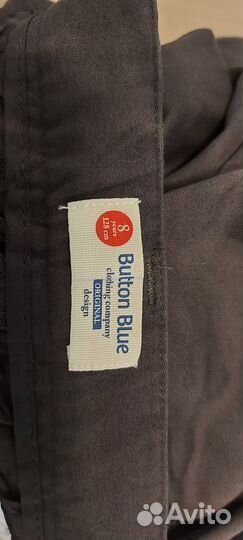 8
years
128 cm
Button Blue
clothing company
ORIGINAL
design
Avito